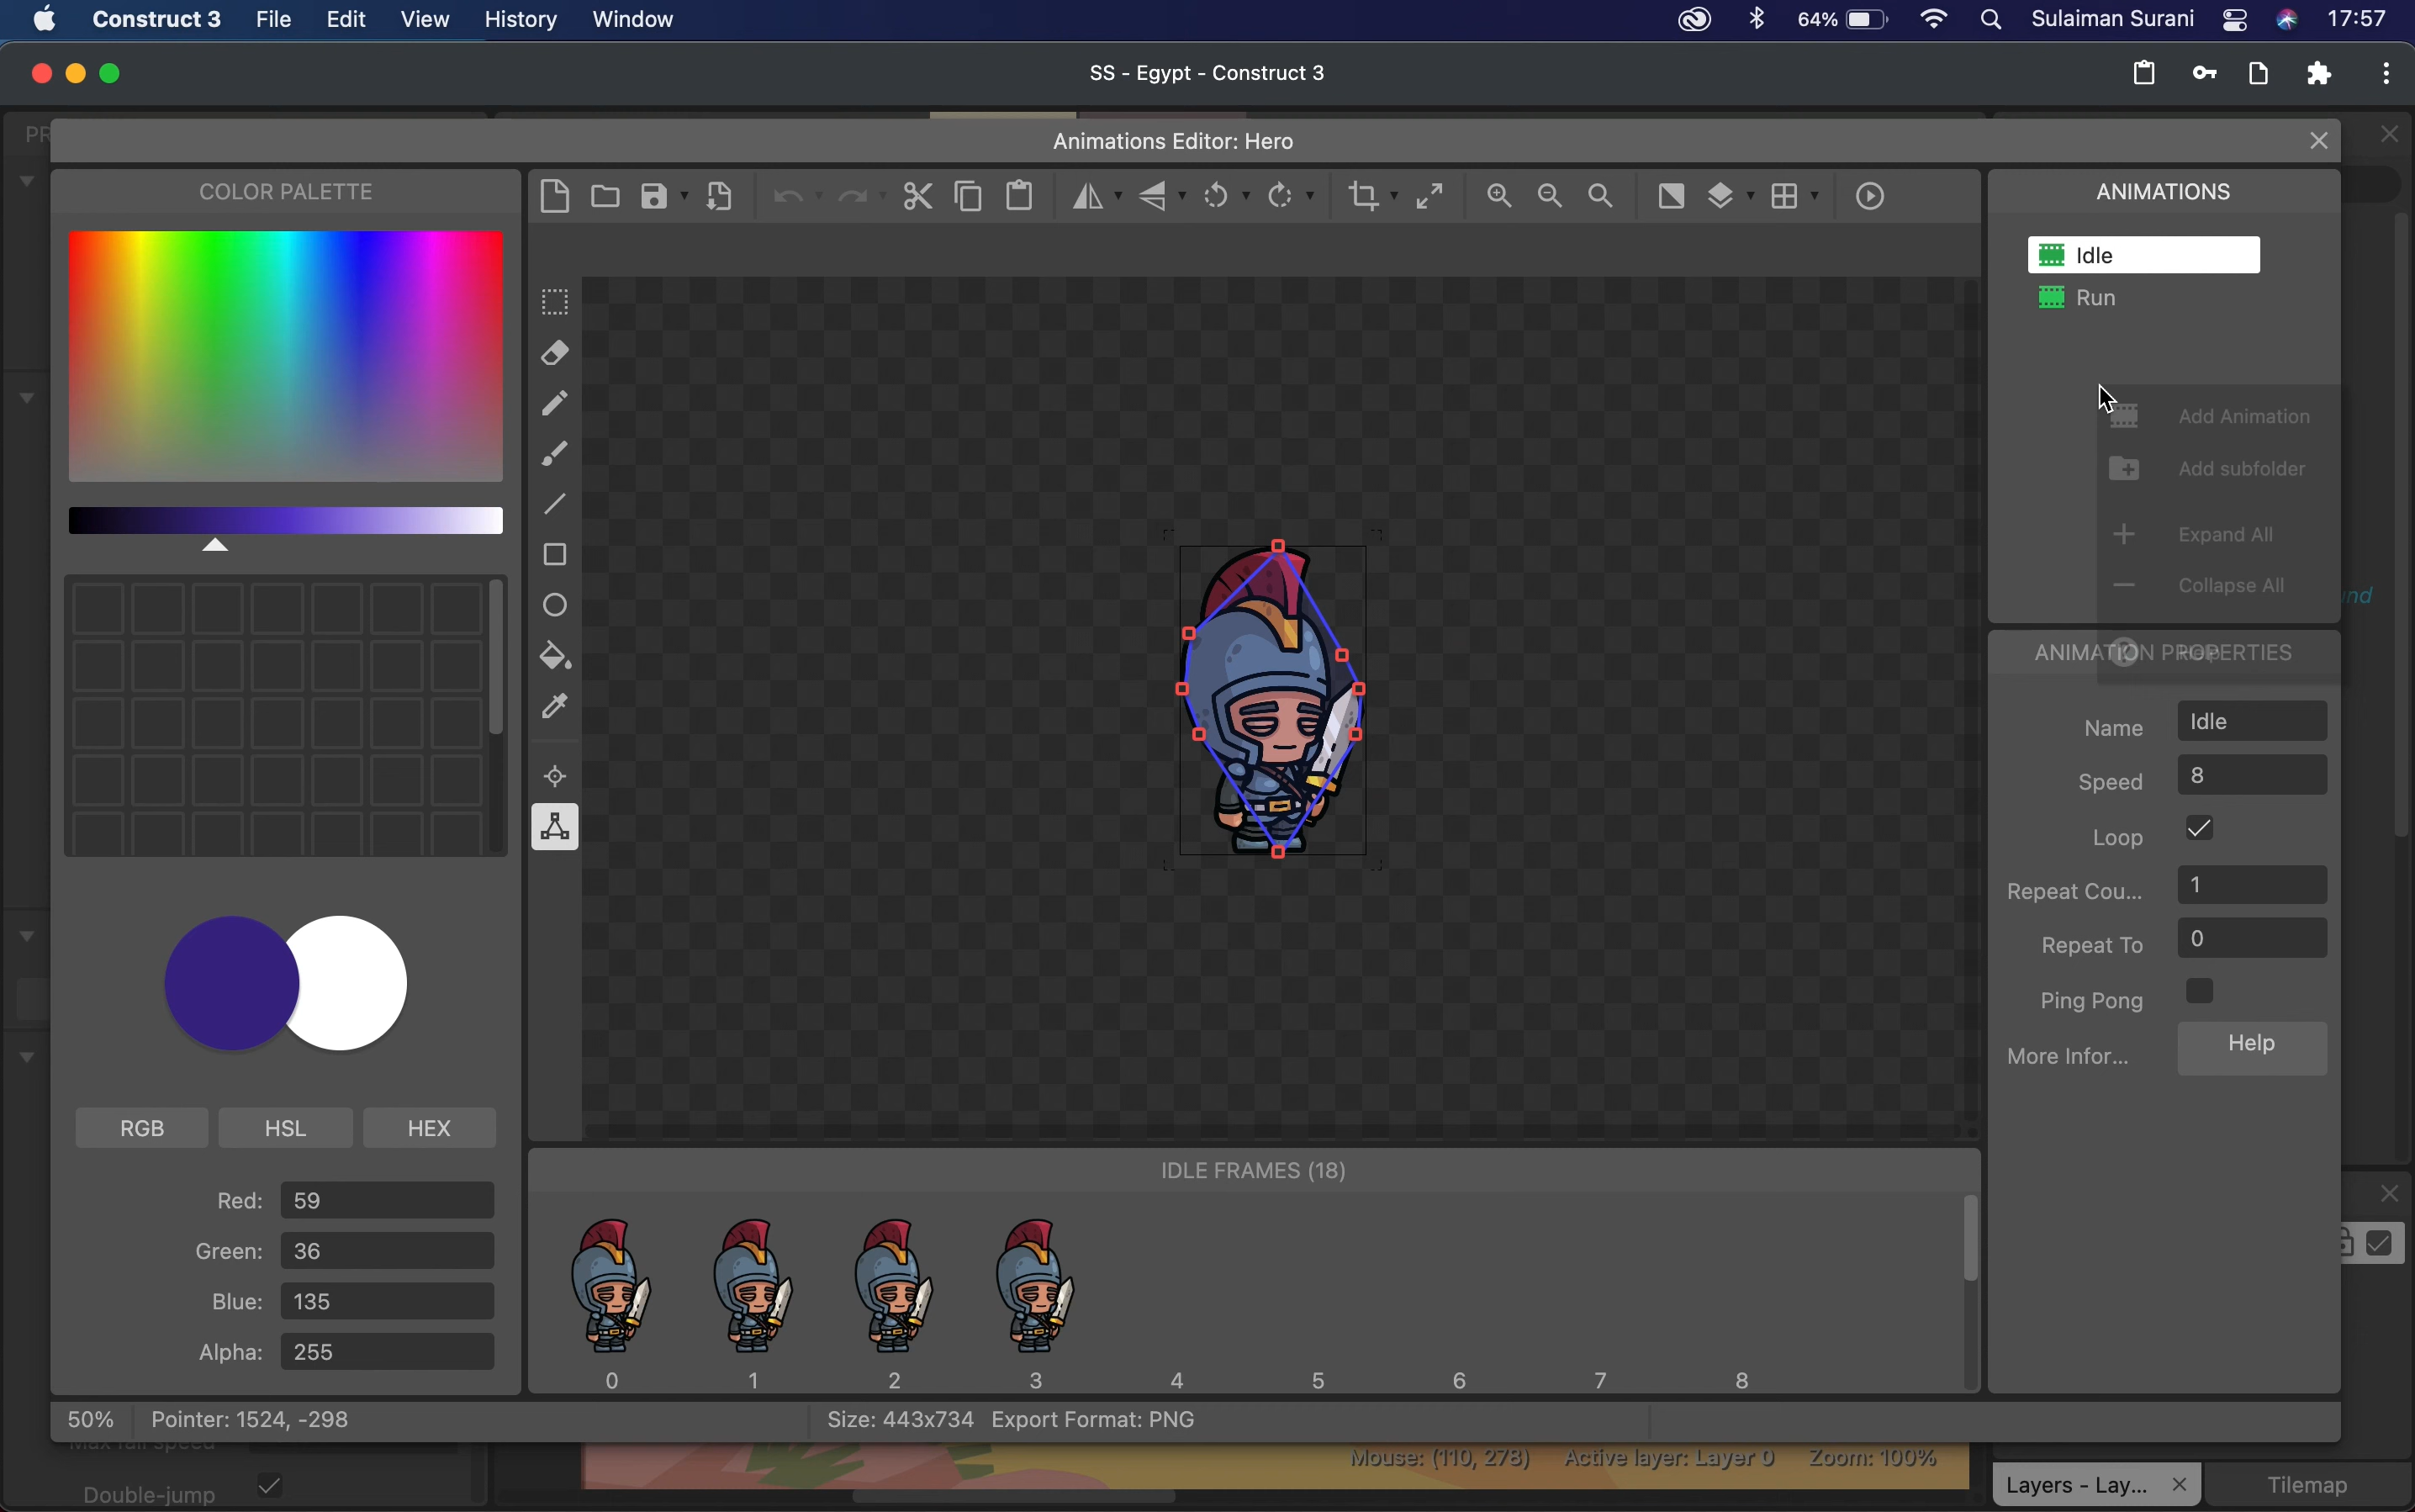 Construct 3 File Edit View History Window 64% Sulaiman Surani 17:57
SS - Egypt - Construct 3
Animations Editor: Hero
COLOR PALETTE
RGB HSL HEX
Red: 59
Green: 36
Blue: 135
Alpha: 255
IDLE FRAMES (18)
0 1 2 3 4 5 6 7 8
ANIMATIONS
Idle
Run
Add Animation
Add subfolder
Expand All
Collapse All
Help
ANIMATION PROPERTIES
Name Idle
Speed 8
Loop
Repeat Cou... 1
Repeat To 0
Ping Pong
More Infor... Help
50% Pointer: 1524, -298 Size: 443x734 Export Format: PNG
Max fall speed
Mouse: (110, 278) Active layer: Layer 0 Zoom: 100%
Double-jump
Layers - Lay... Tilemap